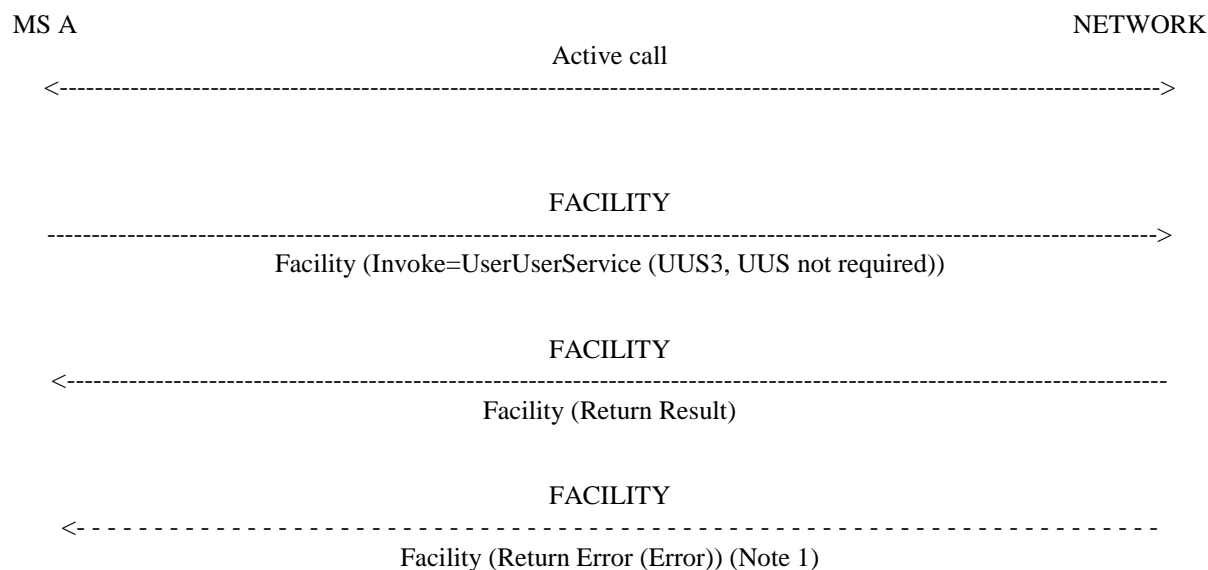 MS A NETWORK
Active call
<---------------------------------------------------------------------------------------------------------------------------->
FACILITY
----------------------------------------------------------------------------------------------------------------------------->
Facility (Invoke=UserUserService (UUS3, UUS not required))
FACILITY
<-----------------------------------------------------------------------------------------------------------------------------
Facility (Return Result)
FACILITY
<- - - - - - - - - - - - - - - - - - - - - - - - - - - - - - - - - - - - - - - - - - - - - - - - - - - - - - - -
Facility (Return Error (Error)) (Note 1)